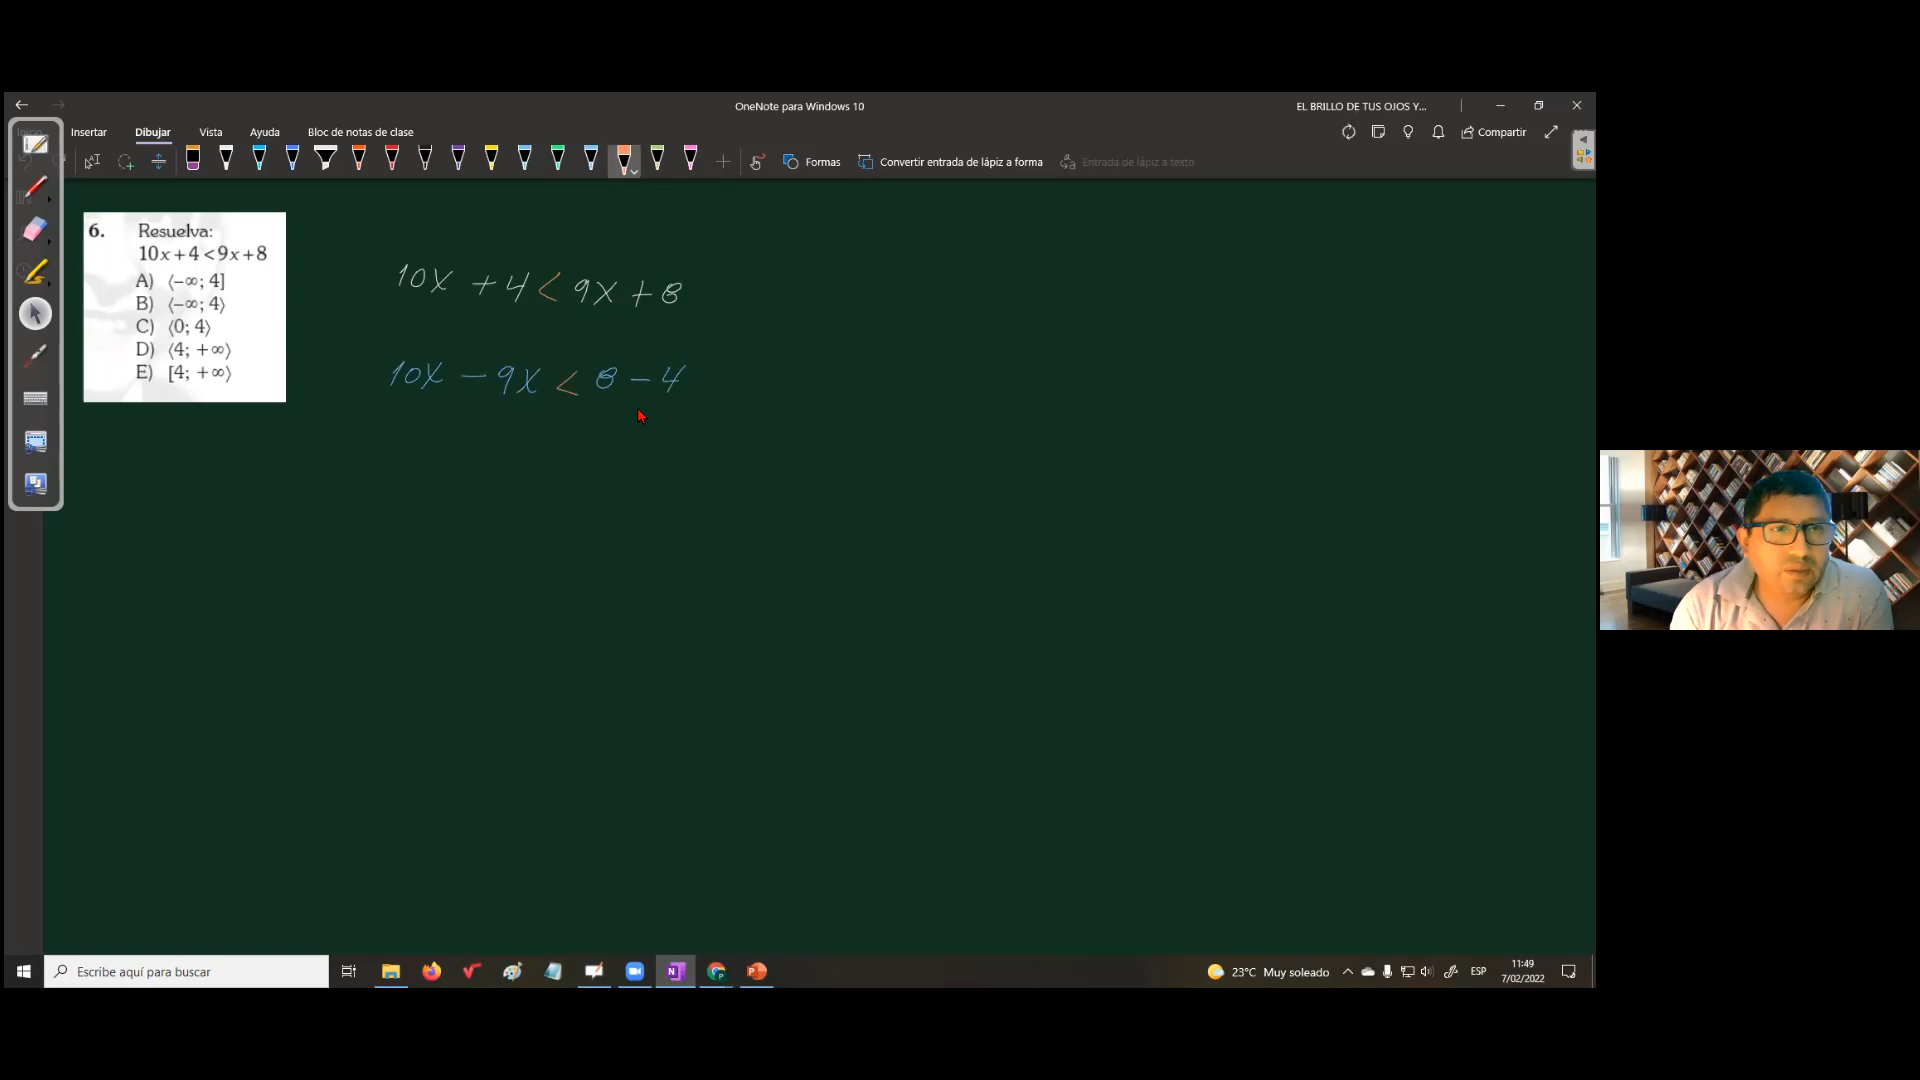 OneNote para Windows 10
EL BRILLO DE TUS OJOS Y...
Insertar Dibujar Vista Ayuda Bloc de notas de clase
Compartir
Formas Convertir entrada de lápiz a forma Entrada de lápiz a texto
6. Resuelva:
10x+4<9x+8
A) ⟨−∞; 4]
B) ⟨−∞; 4⟩
C) ⟨0; 4⟩
D) ⟨4; +∞⟩
E) [4; +∞⟩
10x + 4 < 9x + 8
10x − 9x < 8 − 4
Escribe aquí para buscar
23°C Muy soleado
ESP
11:49
7/02/2022